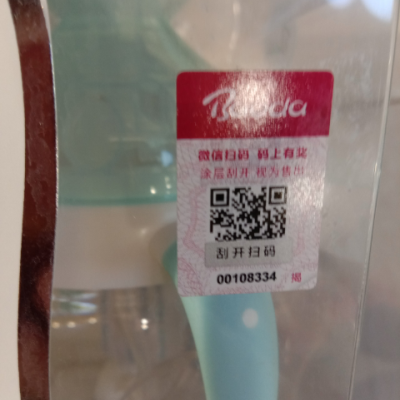 微信扫码 码上有奖
涂层刮开 视为售出
刮开扫码
00108334 揭